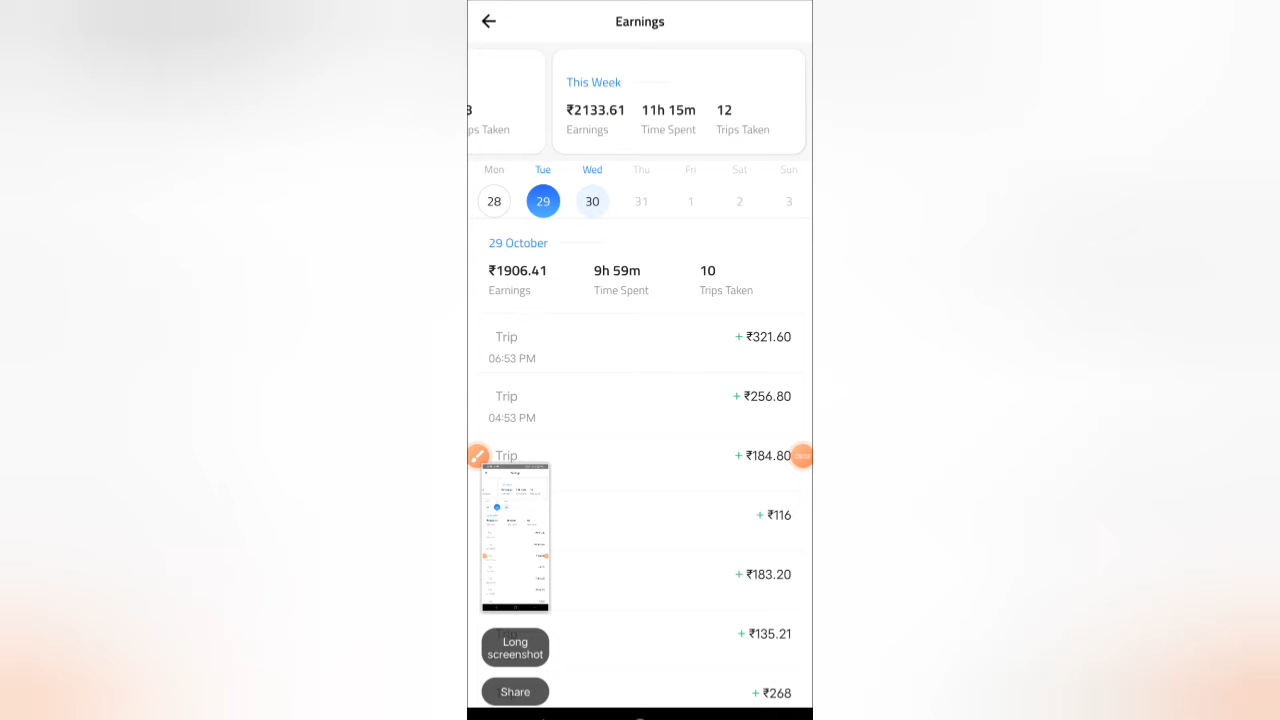 Earnings
This Week
₹2133.61 11h 15m 12
ps Taken Earnings Time Spent Trips Taken
Mon Tue Wed Thu Fri Sat Sun
28 29 30 31 1 2 3
29 October
₹1906.41 9h 59m 10
Earnings Time Spent Trips Taken
Trip + ₹321.60
06:53 PM
Trip + ₹256.80
04:53 PM
Trip + ₹184.80
+ ₹116
+ ₹183.20
+ ₹135.21
Long
screenshot
Share
+ ₹268